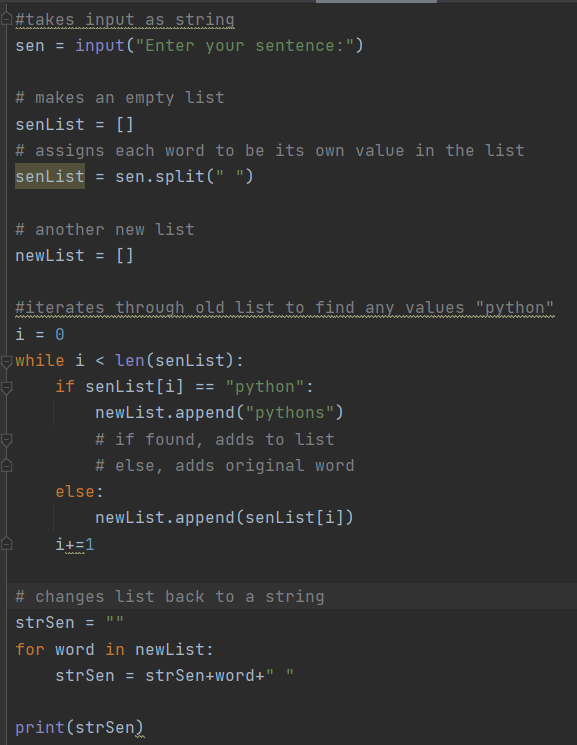 #takes input as string
sen = input("Enter your sentence:")
# makes an empty list
senList = []
# assigns each word to be its own value in the list
senList = sen.split(" ")
# another new list
newList = []
#iterates through old list to find any values "python"
i = 0
while i < len(senList):
    if senList[i] == "python":
        newList.append("pythons")
        # if found, adds to list
        # else, adds original word
    else:
        newList.append(senList[i])
    i+=1
# changes list back to a string
strSen = ""
for word in newList:
    strSen = strSen+word+" "
print(strSen)